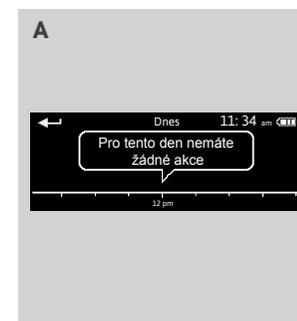 A
Dnes 11:34 am
Pro tento den nemáte
žádné akce
12 pm